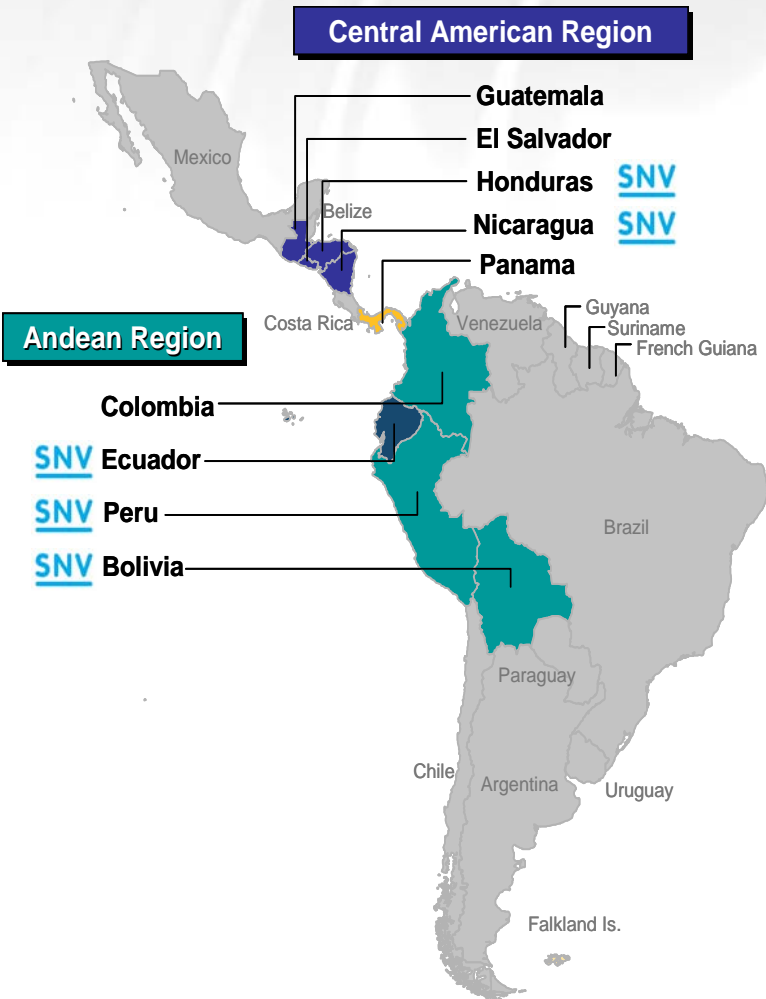 Central American Region
Guatemala
El Salvador
Honduras SNV
Nicaragua SNV
Panama
Mexico
Belize
Costa Rica
Venezuela
Guyana
Suriname
French Guiana
Andean Region
Colombia
SNV Ecuador
SNV Peru
SNV Bolivia
Brazil
Paraguay
Chile
Argentina
Uruguay
Falkland Is.